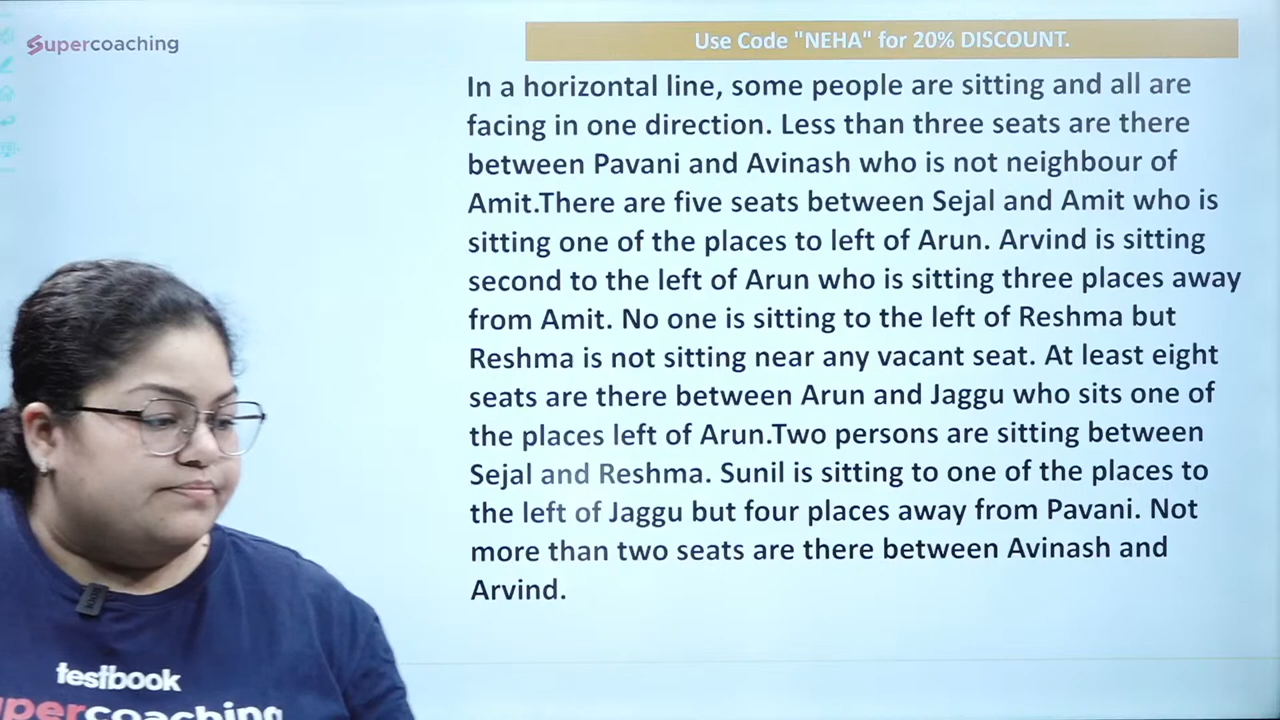 Supercoaching
Use Code "NEHA" for 20% DISCOUNT.
In a horizontal line, some people are sitting and all are
facing in one direction. Less than three seats are there
between Pavani and Avinash who is not neighbour of
Amit.There are five seats between Sejal and Amit who is
sitting one of the places to left of Arun. Arvind is sitting
second to the left of Arun who is sitting three places away
from Amit. No one is sitting to the left of Reshma but
Reshma is not sitting near any vacant seat. At least eight
seats are there between Arun and Jaggu who sits one of
the places left of Arun.Two persons are sitting between
Sejal and Reshma. Sunil is sitting to one of the places to
the left of Jaggu but four places away from Pavani. Not
more than two seats are there between Avinash and
Arvind.
testbook
upercoaching